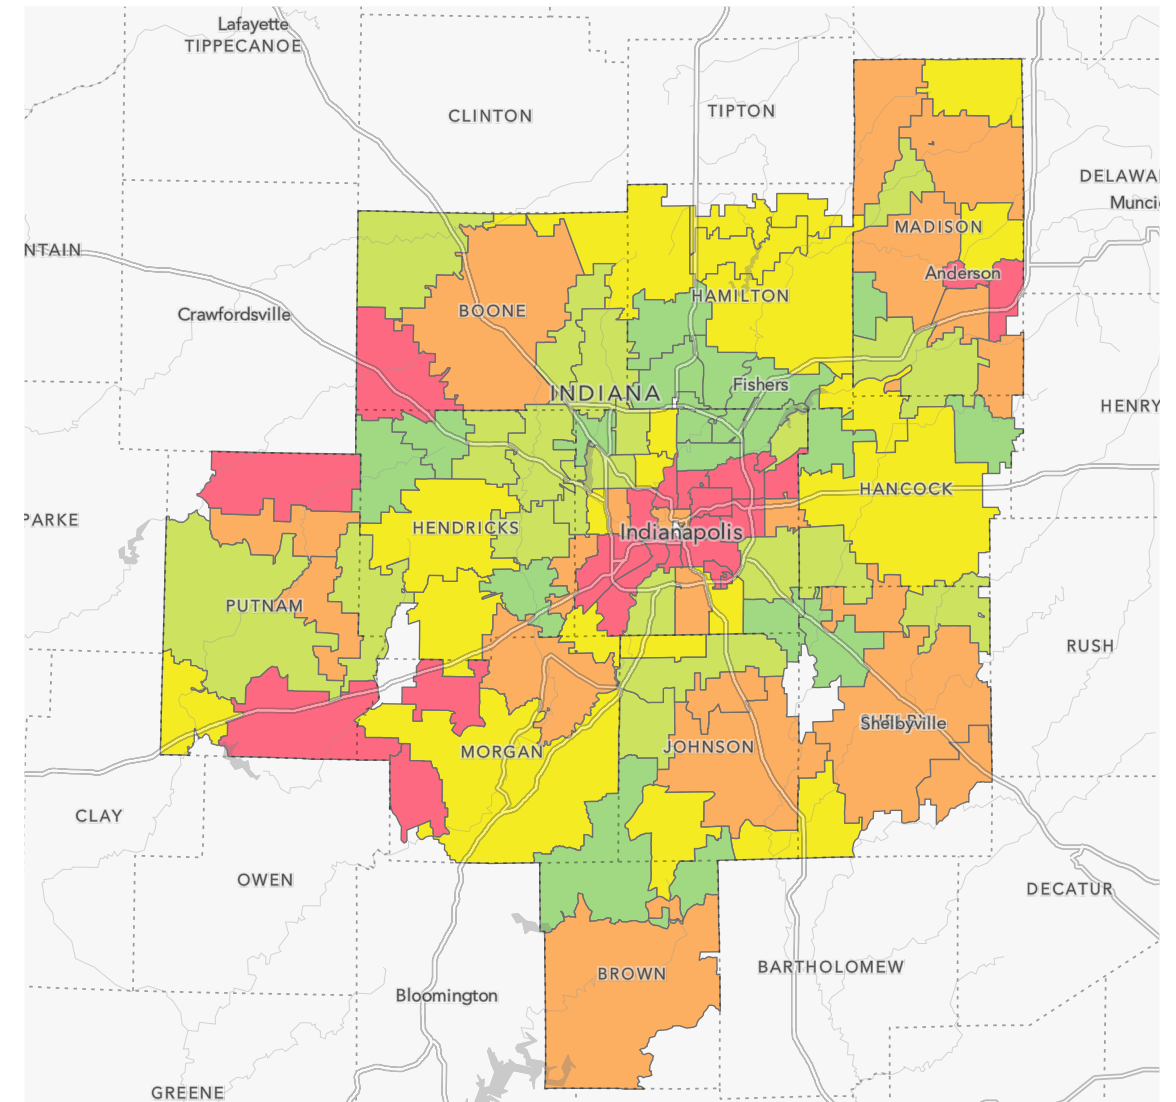 Lafayette
TIPPECANOE
CLINTON
TIPTON
DELAWA
Muncie
NTAIN
MADISON
Anderson
HAMILTON
BOONE
Crawfordsville
INDIANA
Fishers
HENRY
HANCOCK
PARKE
HENDRICKS
Indianapolis
PUTNAM
RUSH
Shelbyville
MORGAN
JOHNSON
CLAY
OWEN
DECATUR
BROWN
BARTHOLOMEW
Bloomington
GREENE